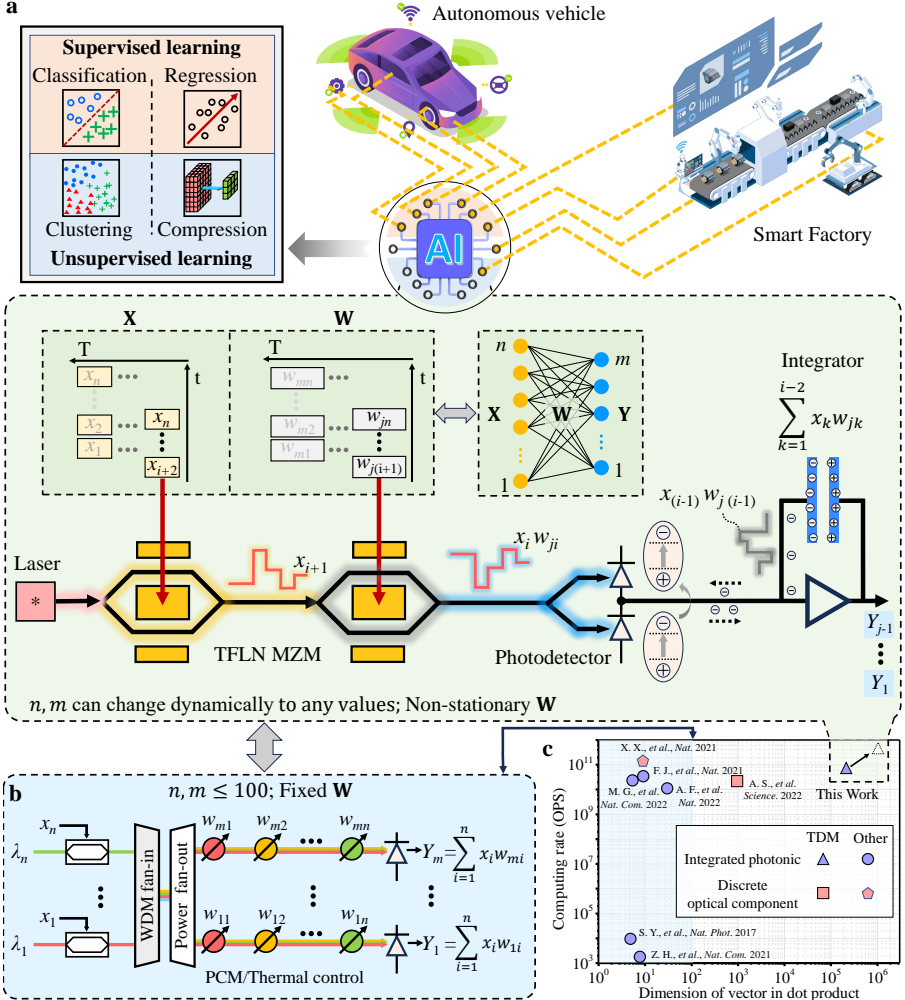 a
Supervised learning
Classification
Regression
Clustering
Compression
Unsupervised learning
Autonomous vehicle
AI
Smart Factory
X
W
T
t
x_n
x_2
x_1
x_n
x_{i+2}
T
t
w_{mn}
w_{m2}
w_{m1}
w_{jn}
w_{j(i+1)}
n
m
X
W
Y
1
1
Integrator
\sum_{k=1}^{i-2} x_k w_{jk}
x_{(i-1)} w_{j (i-1)}
Laser
*
x_{i+1}
x_i w_{ji}
TFLN MZM
Photodetector
Y_{j-1}
Y_1
n, m can change dynamically to any values; Non-stationary W
b
n, m ≤ 100; Fixed W
x_n
λ_n
x_1
λ_1
WDM fan-in
Power fan-out
w_{m1}
w_{m2}
w_{mn}
Y_m=\sum_{i=1}^{n} x_i w_{mi}
w_{11}
w_{12}
w_{1n}
Y_1=\sum_{i=1}^{n} x_i w_{1i}
PCM/Thermal control
c
Computing rate (OPS)
10^{11}
10^9
10^7
10^5
10^4
10^3
X. X., et al., Nat. 2021
F. J., et al., Nat. 2021
M. G., et al.
Nat. Com. 2022
A. F., et al.
Nat. 2022
A. S., et al.
Science. 2022
This Work
TDM Other
Integrated photonic
Discrete
optical component
S. Y., et al., Nat. Phot. 2017
Z. H., et al., Nat. Com. 2021
10^0 10^1 10^2 10^3 10^4 10^5 10^6
Dimension of vector in dot product